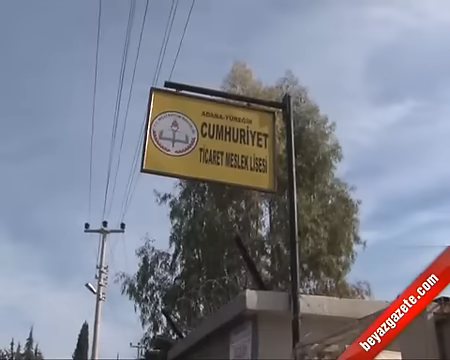 ADANA-YÜREĞİR
CUMHURİYET
TİCARET MESLEK LİSESİ
beyazgazete.com